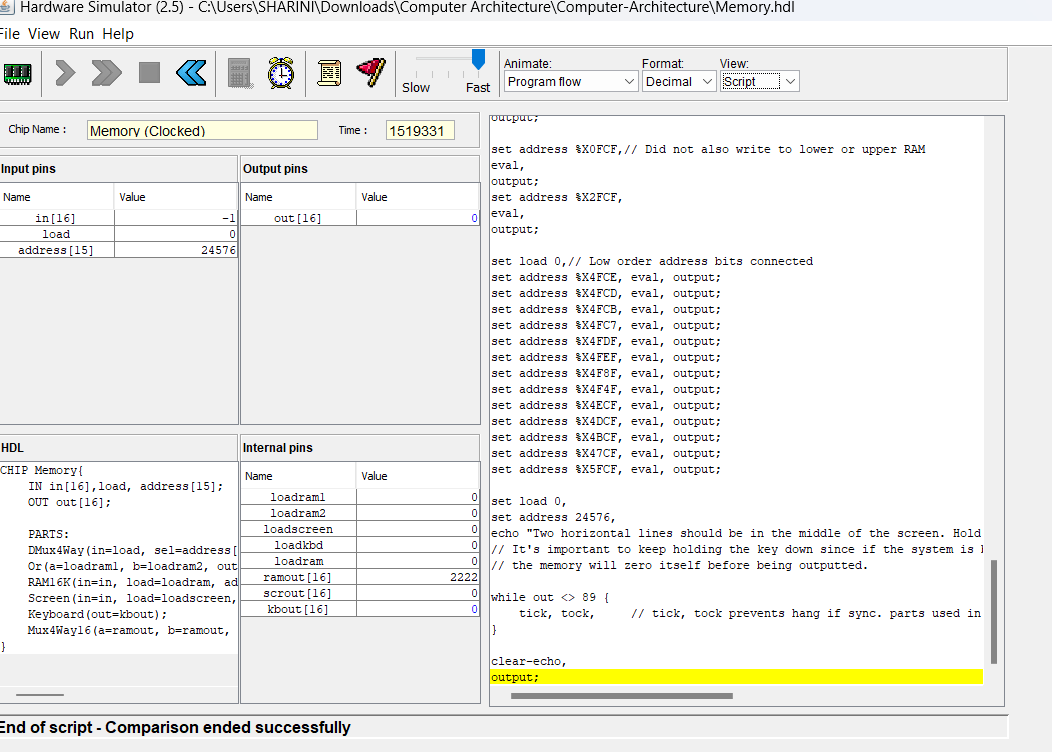 Hardware Simulator (2.5) - C:\Users\SHARINI\Downloads\Computer Architecture\Computer-Architecture\Memory.hdl
File View Run Help
Slow Fast
Animate:
Program flow
Format:
Decimal
View:
Script
Chip Name :
Memory (Clocked)
Time :
1519331
Input pins
Name Value
in[16] -1
load 0
address[15] 24576
Output pins
Name Value
out[16] 0
HDL
CHIP Memory{
IN in[16],load, address[15];
OUT out[16];
PARTS:
DMux4Way(in=load, sel=address[
Or(a=loadram1, b=loadram2, out
RAM16K(in=in, load=loadram, ad
Screen(in=in, load=loadscreen,
Keyboard(out=kbout);
Mux4Way16(a=ramout, b=ramout,
}
Internal pins
Name Value
loadram1 0
loadram2 0
loadscreen 0
loadkbd 0
loadram 0
ramout[16] 2222
scrout[16] 0
kbout[16] 0
output;
set address %X0FCF,// Did not also write to lower or upper RAM
eval,
output;
set address %X2FCF,
eval,
output;
set load 0,// Low order address bits connected
set address %X4FCE, eval, output;
set address %X4FCD, eval, output;
set address %X4FCB, eval, output;
set address %X4FC7, eval, output;
set address %X4FDF, eval, output;
set address %X4FEF, eval, output;
set address %X4F8F, eval, output;
set address %X4F4F, eval, output;
set address %X4ECF, eval, output;
set address %X4DCF, eval, output;
set address %X4BCF, eval, output;
set address %X47CF, eval, output;
set address %X5FCF, eval, output;
set load 0,
set address 24576,
echo "Two horizontal lines should be in the middle of the screen. Hold
// It's important to keep holding the key down since if the system is
// the memory will zero itself before being outputted.
while out <> 89 {
tick, tock, // tick, tock prevents hang if sync. parts used in
}
clear-echo,
output;
End of script - Comparison ended successfully